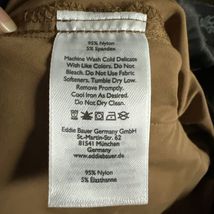 95% Nylon
5% Spandex
Machine Wash Cold Delicate
Wish Like Colors. Do Not
Bleach. Do Not Use Fabric
Softeners. Tumble Dry Low.
Remove Promptly.
Cool Iron As Desired.
Do Not Dry Clean.
Eddie Bauer Germany GmbH
St.-Martin-Str. 62
81541 München
Germany
www.eddiebauer.com
95% Nylon
5% Elasthanne